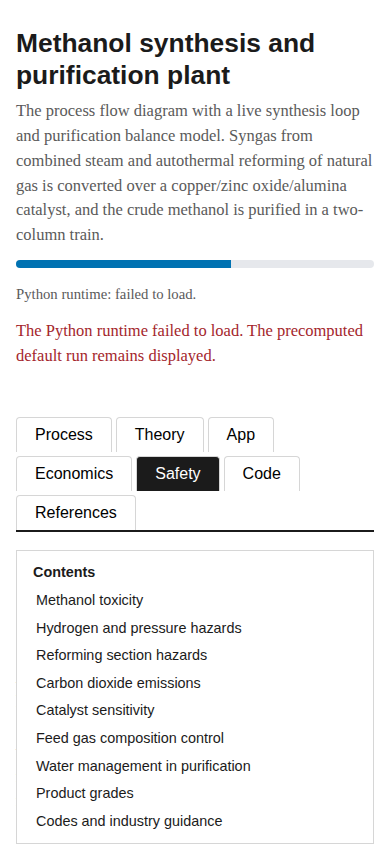 Methanol synthesis and
purification plant
The process flow diagram with a live synthesis loop
and purification balance model. Syngas from
combined steam and autothermal reforming of natural
gas is converted over a copper/zinc oxide/alumina
catalyst, and the crude methanol is purified in a two-
column train.
Python runtime: failed to load.
The Python runtime failed to load. The precomputed
default run remains displayed.
Process Theory App
Economics Safety Code
References
Contents
Methanol toxicity
Hydrogen and pressure hazards
Reforming section hazards
Carbon dioxide emissions
Catalyst sensitivity
Feed gas composition control
Water management in purification
Product grades
Codes and industry guidance